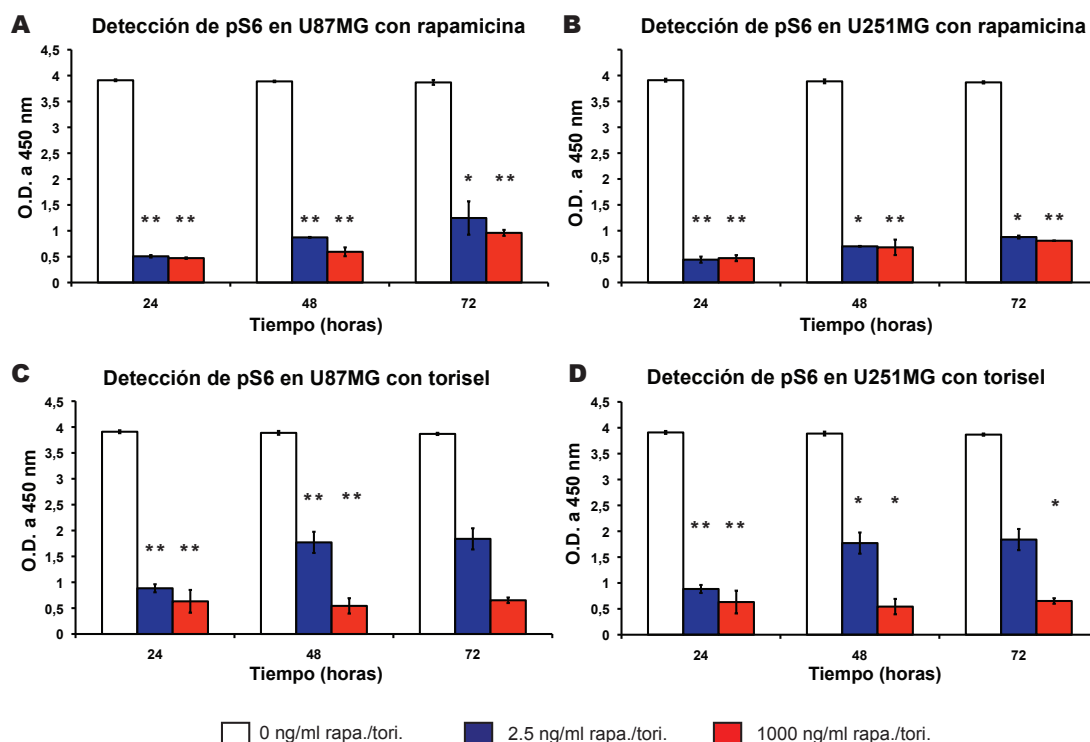 A
Detección de pS6 en U87MG con rapamicina
O.D. a 450 nm
4,5
4
3,5
3
2,5
2
1,5
1
0,5
0
** ** ** ** * **
24 48 72
Tiempo (horas)
B
Detección de pS6 en U251MG con rapamicina
O.D. a 450 nm
4,5
4
3,5
3
2,5
2
1,5
1
0,5
0
** ** * ** * **
24 48 72
Tiempo (horas)
C
Detección de pS6 en U87MG con torisel
O.D. a 450 nm
4,5
4
3,5
3
2,5
2
1,5
1
0,5
0
** ** ** **
24 48 72
Tiempo (horas)
D
Detección de pS6 en U251MG con torisel
O.D. a 450 nm
4,5
4
3,5
3
2,5
2
1,5
1
0,5
0
** ** * * *
24 48 72
Tiempo (horas)
0 ng/ml rapa./tori.
2.5 ng/ml rapa./tori.
1000 ng/ml rapa./tori.